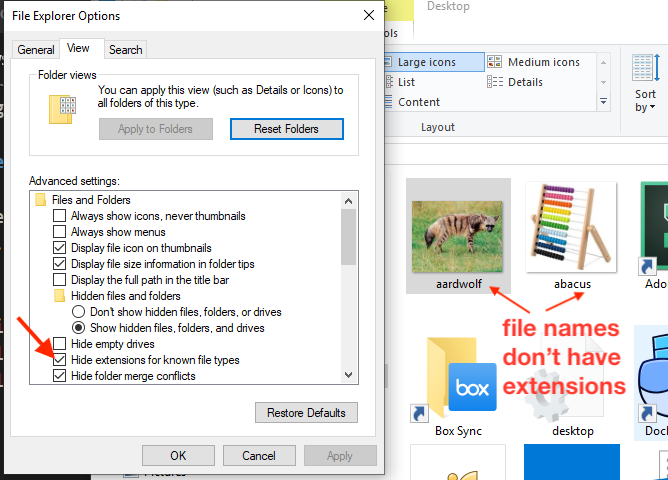 File Explorer Options
General
View
Search
Folder views
You can apply this view (such as Details or Icons) to
all folders of this type.
Apply to Folders
Reset Folders
Advanced settings:
Files and Folders
Always show icons, never thumbnails
Always show menus
Display file icon on thumbnails
Display file size information in folder tips
Display the full path in the title bar
Hidden files and folders
Don't show hidden files, folders, or drives
Show hidden files, folders, and drives
Hide empty drives
Hide extensions for known file types
Hide folder merge conflicts
Restore Defaults
OK
Cancel
Apply
Desktop
Large icons
Medium icons
List
Details
Content
Sort
by
Layout
aardwolf
abacus
file names
don't have
extensions
box
Box Sync
desktop